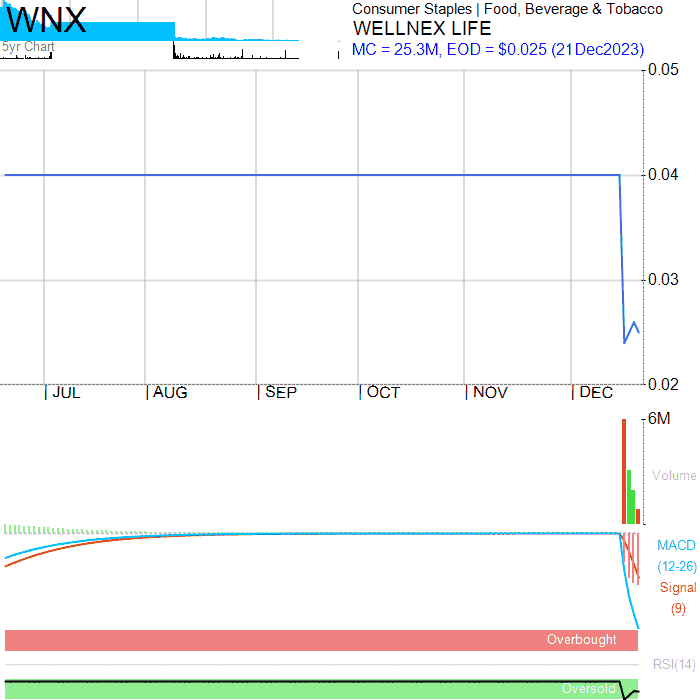 WNX
5yr Chart
Consumer Staples | Food, Beverage & Tobacco
WELLNEX LIFE
MC = 25.3M, EOD = $0.025 (21Dec2023)
0.05
0.04
0.03
0.02
JUL AUG SEP OCT NOV DEC
6M
Volume
MACD
(12-26)
Signal
(9)
Overbought
RSI(14)
Oversold